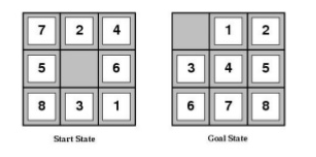 7 2 4
1 2
5 6
3 4 5
8 3 1
6 7 8
Start State
Goal State